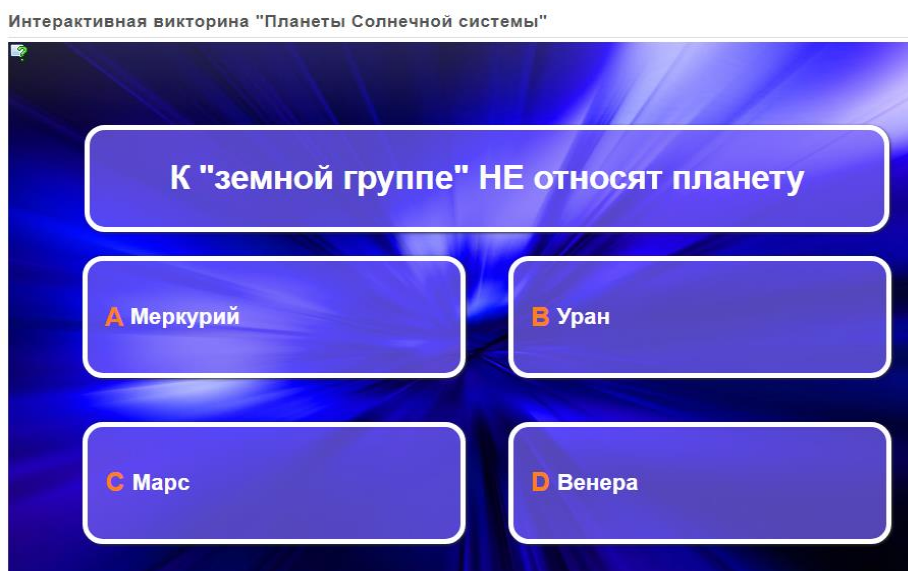 Интерактивная викторина "Планеты Солнечной системы"
К "земной группе" НЕ относят планету
A Меркурий
B Уран
C Марс
D Венера